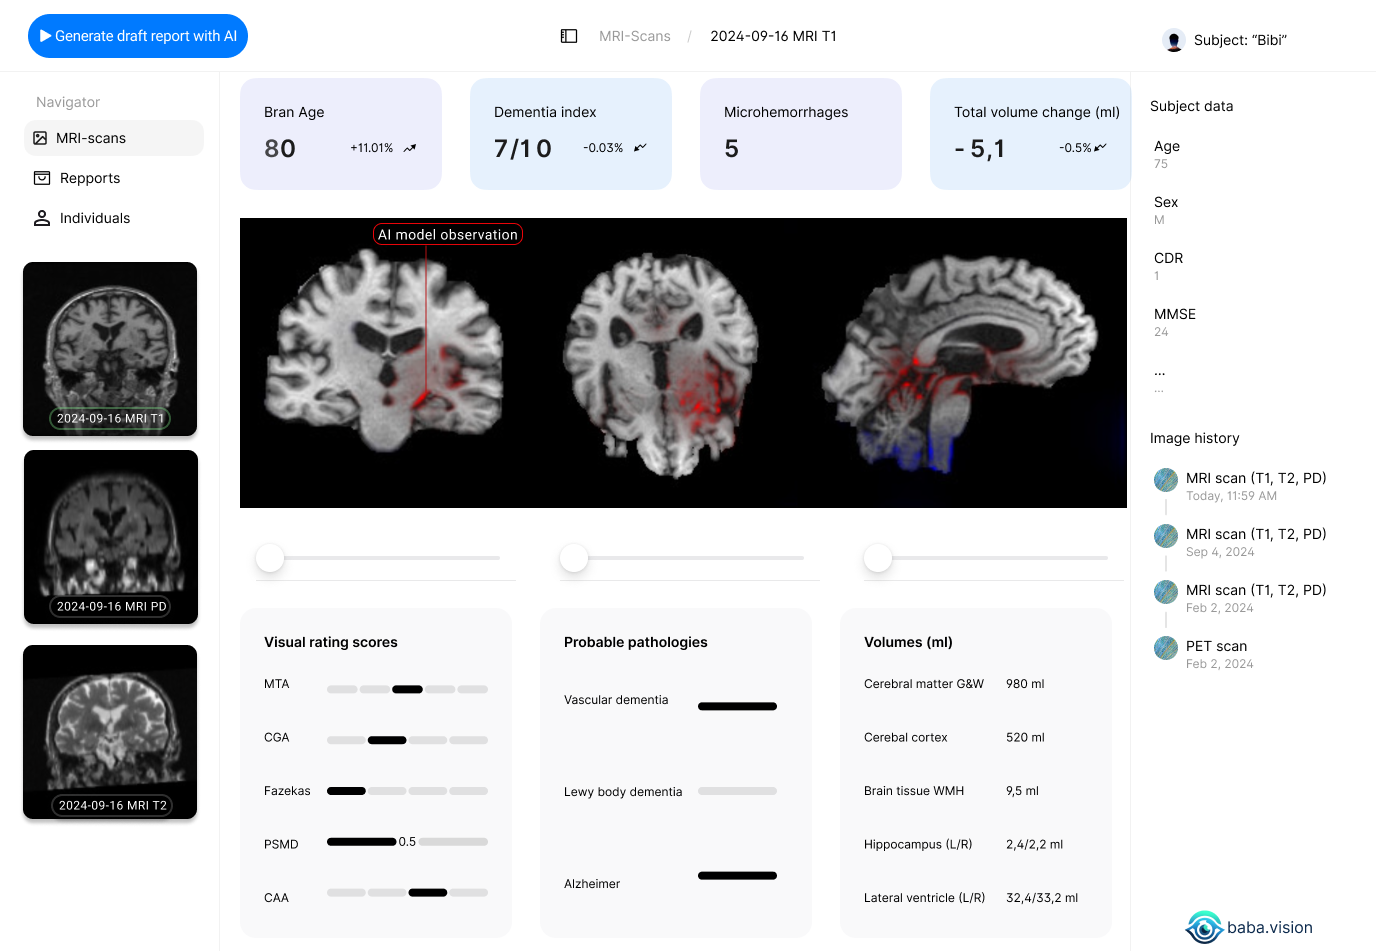 Generate draft report with AI
MRI-Scans / 2024-09-16 MRI T1
Subject: “Bibi”
Navigator
MRI-scans
Repports
Individuals
2024-09-16 MRI T1
2024-09-16 MRI PD
2024-09-16 MRI T2
Bran Age
80 +11.01%
Dementia index
7/10 -0.03%
Microhemorrhages
5
Total volume change (ml)
- 5,1 -0.5%
AI model observation
Visual rating scores
MTA
CGA
Fazekas
PSMD 0.5
CAA
Probable pathologies
Vascular dementia
Lewy body dementia
Alzheimer
Volumes (ml)
Cerebral matter G&W 980 ml
Cerebal cortex 520 ml
Brain tissue WMH 9,5 ml
Hippocampus (L/R) 2,4/2,2 ml
Lateral ventricle (L/R) 32,4/33,2 ml
Subject data
Age
75
Sex
M
CDR
1
MMSE
24
...
...
Image history
MRI scan (T1, T2, PD)
Today, 11:59 AM
MRI scan (T1, T2, PD)
Sep 4, 2024
MRI scan (T1, T2, PD)
Feb 2, 2024
PET scan
Feb 2, 2024
baba.vision